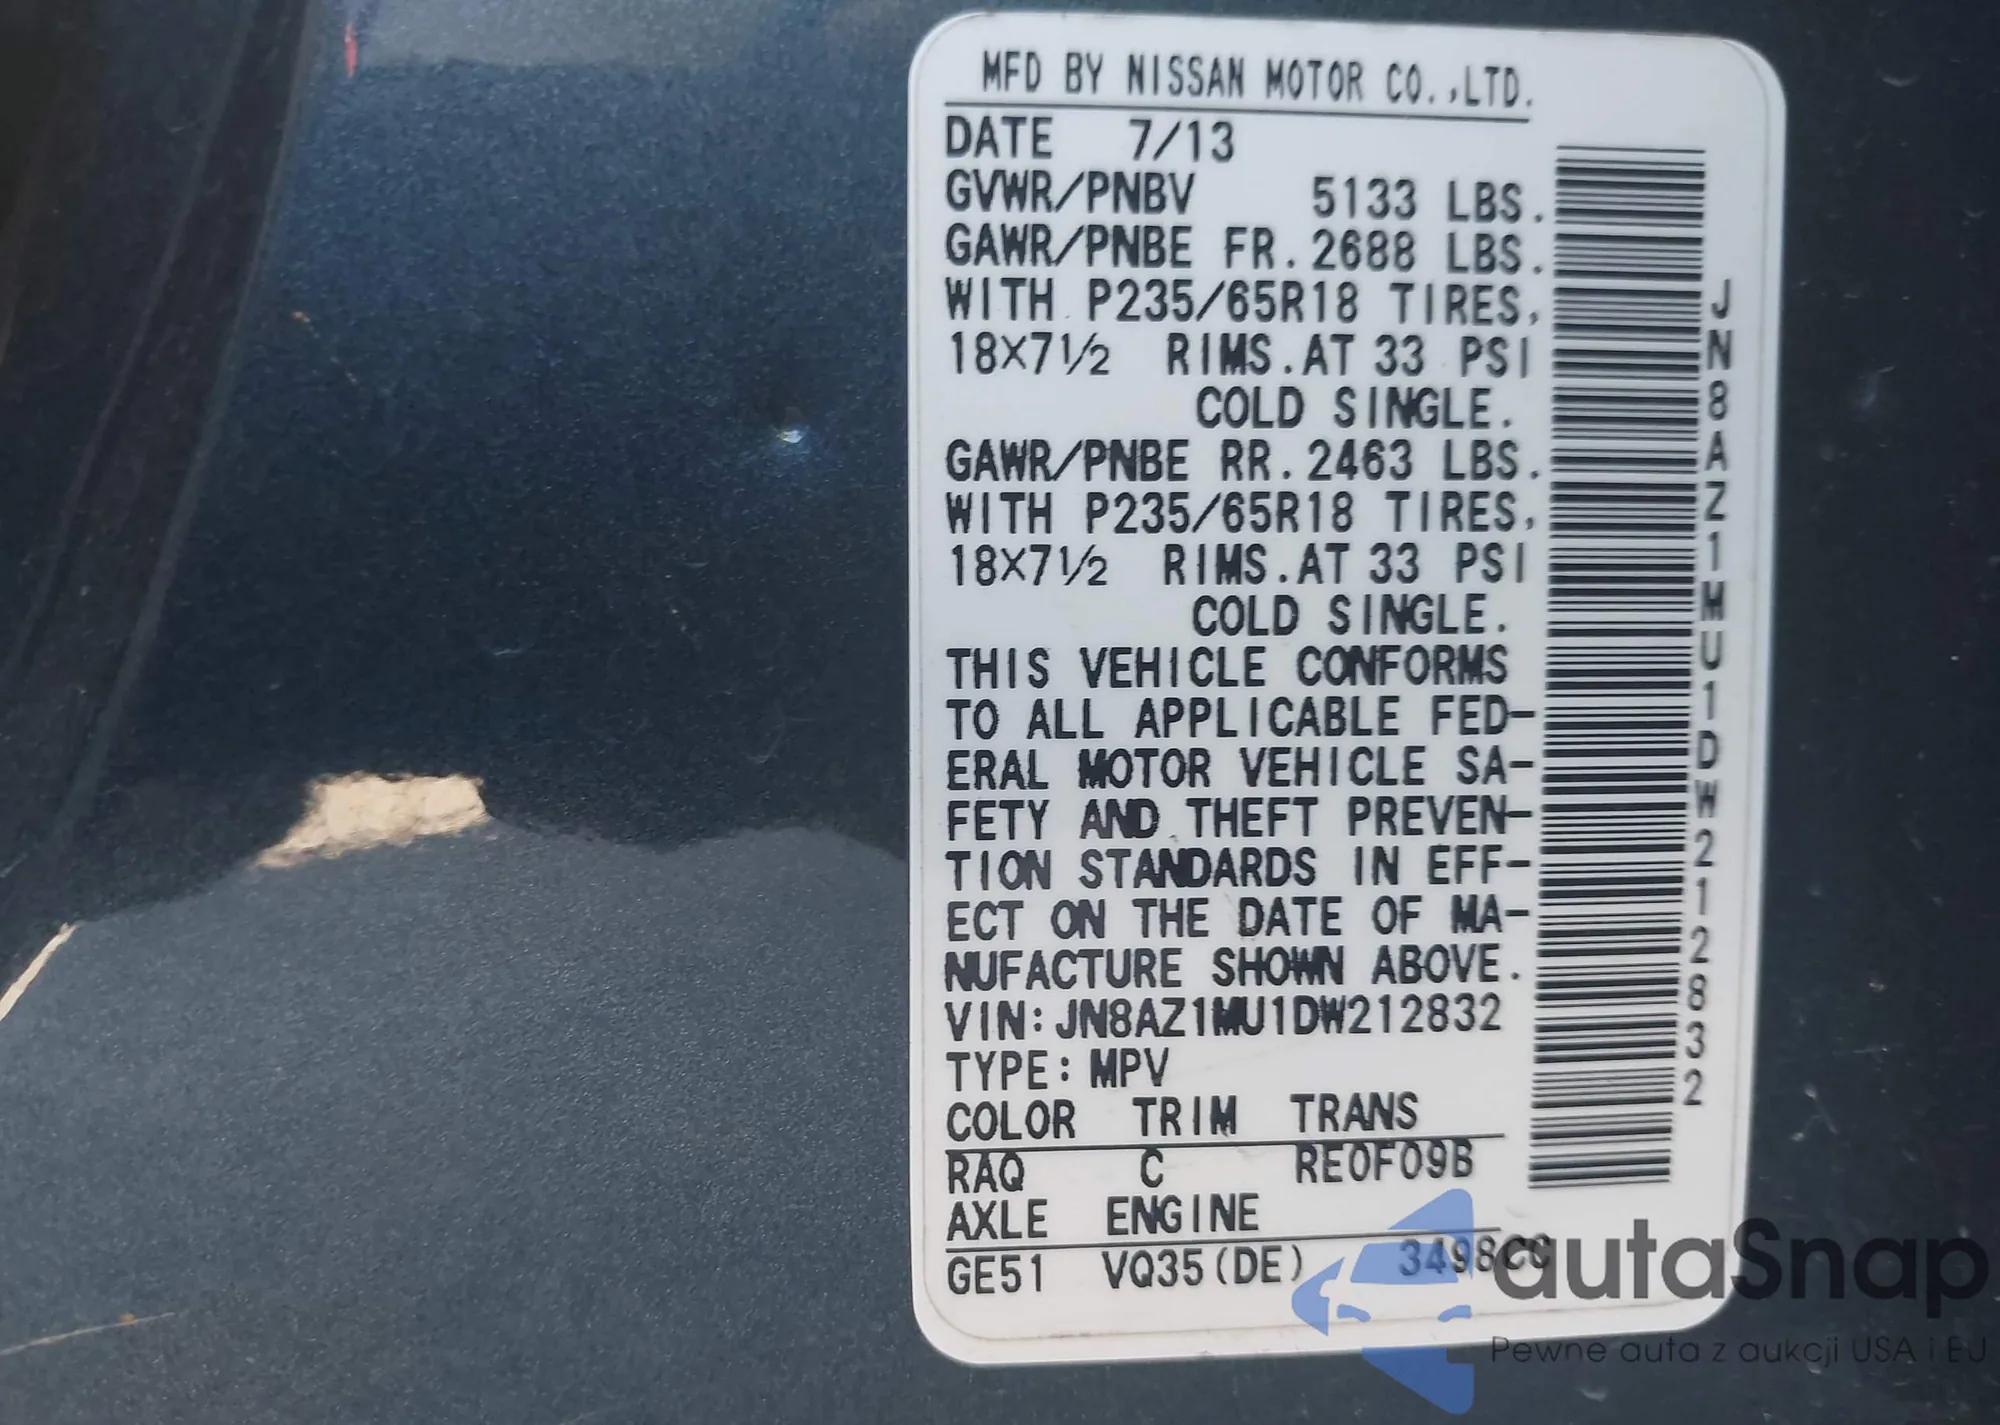 MFD BY NISSAN MOTOR CO.,LTD.
DATE 7/13
GVWR/PNBV 5133 LBS.
GAWR/PNBE FR.2688 LBS.
WITH P235/65R18 TIRES,
18X7½ RIMS.AT 33 PSI
COLD SINGLE.
GAWR/PNBE RR.2463 LBS.
WITH P235/65R18 TIRES,
18X7½ RIMS.AT 33 PSI
COLD SINGLE.
THIS VEHICLE CONFORMS
TO ALL APPLICABLE FED-
ERAL MOTOR VEHICLE SA-
FETY AND THEFT PREVEN-
TION STANDARDS IN EFF-
ECT ON THE DATE OF MA-
NUFACTURE SHOWN ABOVE.
VIN:JN8AZ1MU1DW212832
TYPE:MPV
COLOR TRIM TRANS
RAQ C RE0F09B
AXLE ENGINE
GE51 VQ35(DE) 3498CC
JN8AZ1MU1DW212832
autaSnap
Pewne auta z aukcji USA i EU